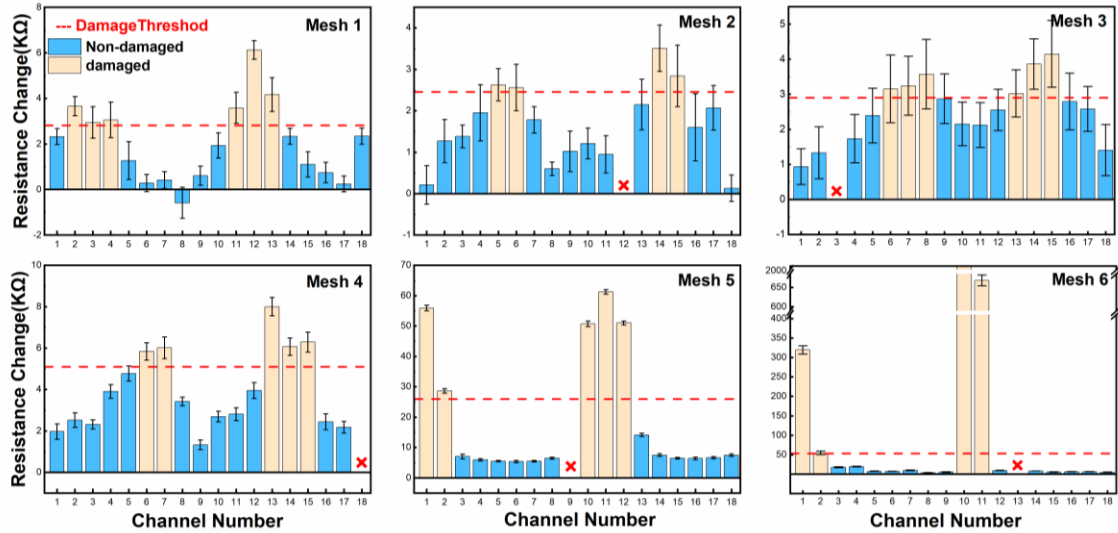 Mesh 1
--- DamageThreshod
Non-damaged
damaged
Resistance Change(KΩ)
8
6
4
2
0
-2
1 2 3 4 5 6 7 8 9 10 11 12 13 14 15 16 17 18
Mesh 2
4
3
2
1
0
-1
1 2 3 4 5 6 7 8 9 10 11 12 13 14 15 16 17 18
Mesh 3
5
4
3
2
1
0
-1
1 2 3 4 5 6 7 8 9 10 11 12 13 14 15 16 17 18
Mesh 4
Resistance Change(KΩ)
10
8
6
4
2
0
1 2 3 4 5 6 7 8 9 10 11 12 13 14 15 16 17 18
Channel Number
Mesh 5
70
60
50
40
30
20
10
0
1 2 3 4 5 6 7 8 9 10 11 12 13 14 15 16 17 18
Channel Number
Mesh 6
2000
650
600
400
350
300
250
200
150
100
50
1 2 3 4 5 6 7 8 9 10 11 12 13 14 15 16 17 18
Channel Number